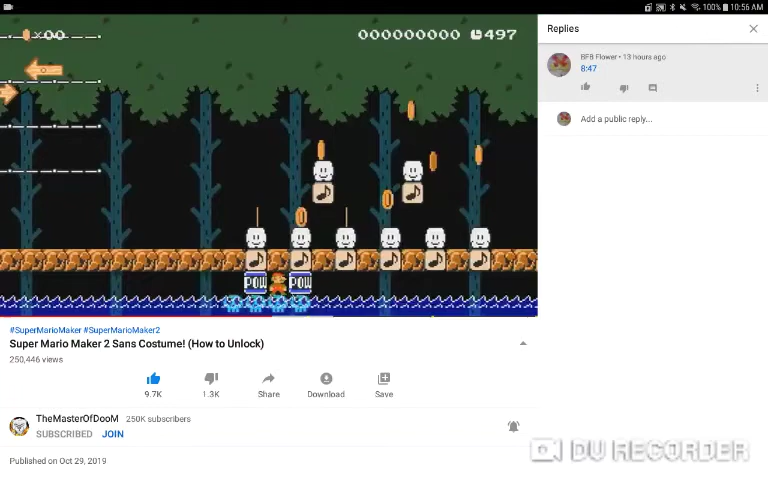 100% 10:56 AM
×00
000000000 497
POW POW
#SuperMarioMaker #SuperMarioMaker2
Super Mario Maker 2 Sans Costume! (How to Unlock)
250,446 views
9.7K 1.3K Share Download Save
TheMasterOfDooM 250K subscribers
SUBSCRIBED JOIN
Published on Oct 29, 2019
Replies
BFB Flower • 13 hours ago
8:47
Add a public reply...
DU RECORDER